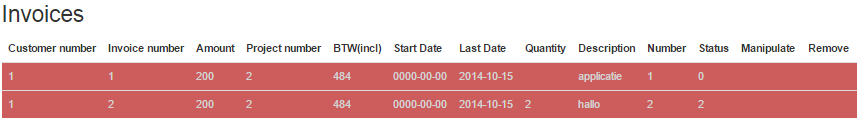 Invoices
Customer number Invoice number Amount Project number BTW(incl) Start Date Last Date Quantity Description Number Status Manipulate Remove
1 1 200 2 484 0000-00-00 2014-10-15 applicatie 1 0
1 2 200 2 484 0000-00-00 2014-10-15 2 hallo 2 2